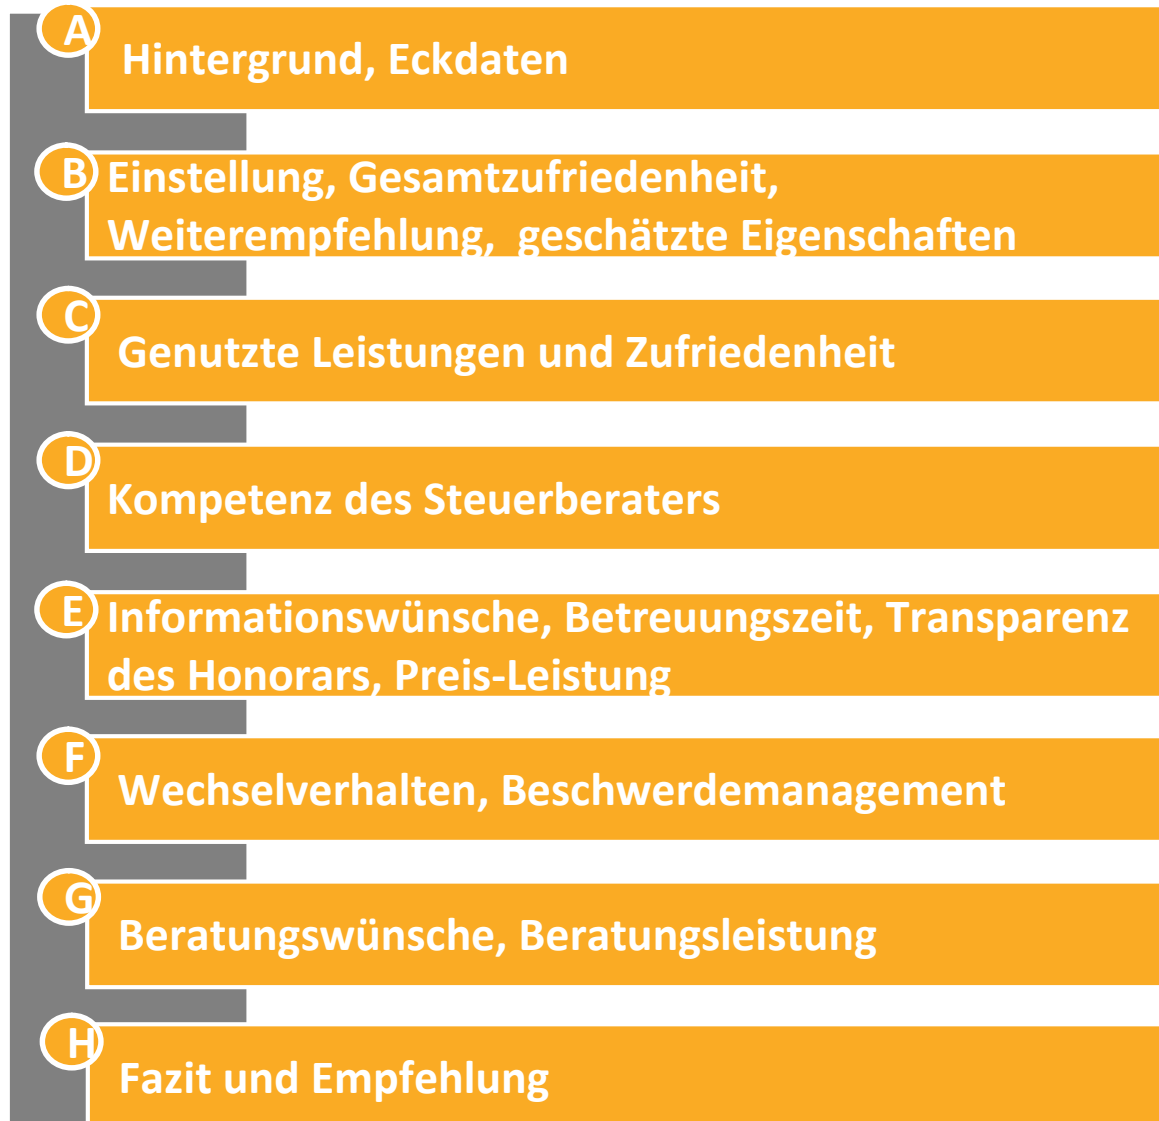 A
Hintergrund, Eckdaten
B
Einstellung, Gesamtzufriedenheit,
Weiterempfehlung,  geschätzte Eigenschaften
C
Genutzte Leistungen und Zufriedenheit
D
Kompetenz des Steuerberaters
E
Informationswünsche, Betreuungszeit, Transparenz
des Honorars, Preis-Leistung
F
Wechselverhalten, Beschwerdemanagement
G
Beratungswünsche, Beratungsleistung
H
Fazit und Empfehlung